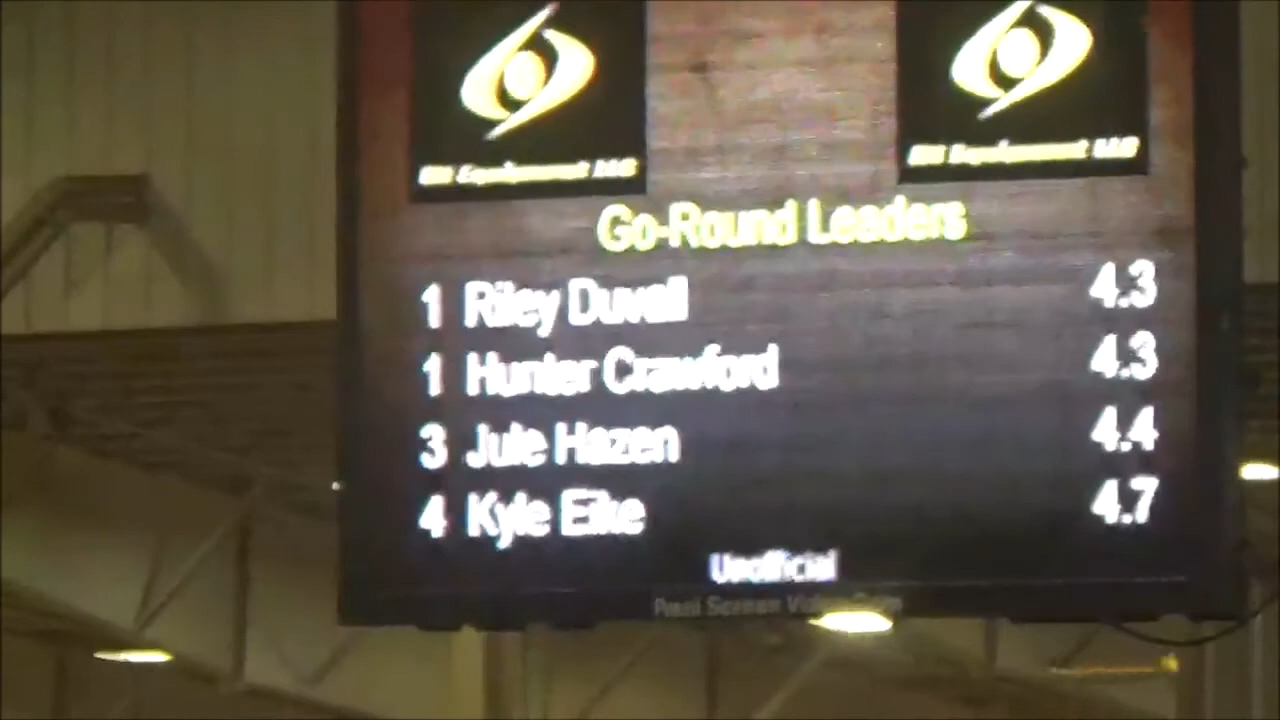 Go-Round Leaders
1 Riley Duvall 4.3
1 Hunter Crawford 4.3
3 Jule Hazen 4.4
4 Kyle Eike 4.7
Unofficial